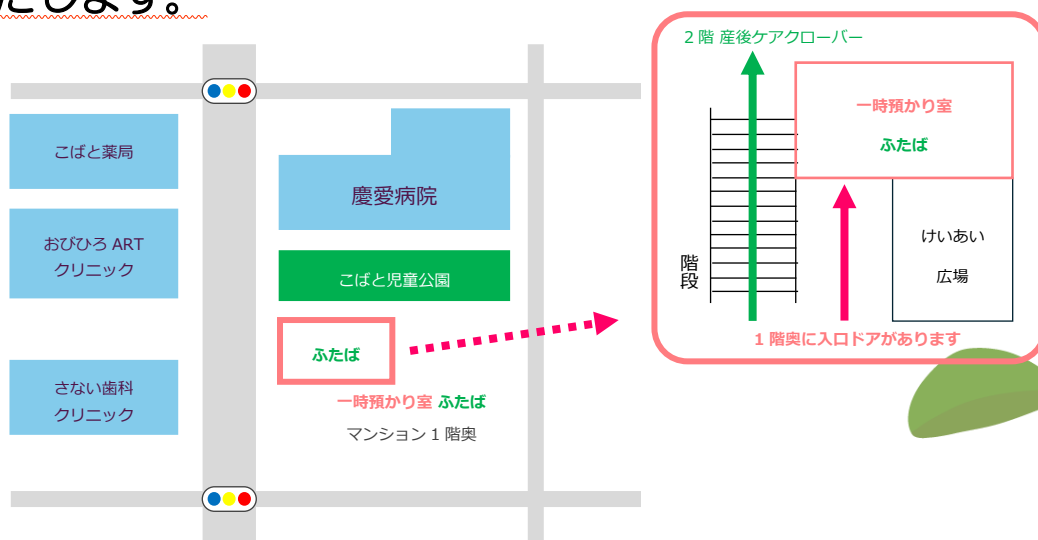 たします。
こばと薬局
おびひろ ART
クリニック
さない歯科
クリニック
慶愛病院
こばと児童公園
ふたば
一時預かり室 ふたば
マンション 1 階奥
2 階 産後ケアクローバー
一時預かり室
ふたば
階段
けいあい
広場
1 階奥に入口ドアがあります